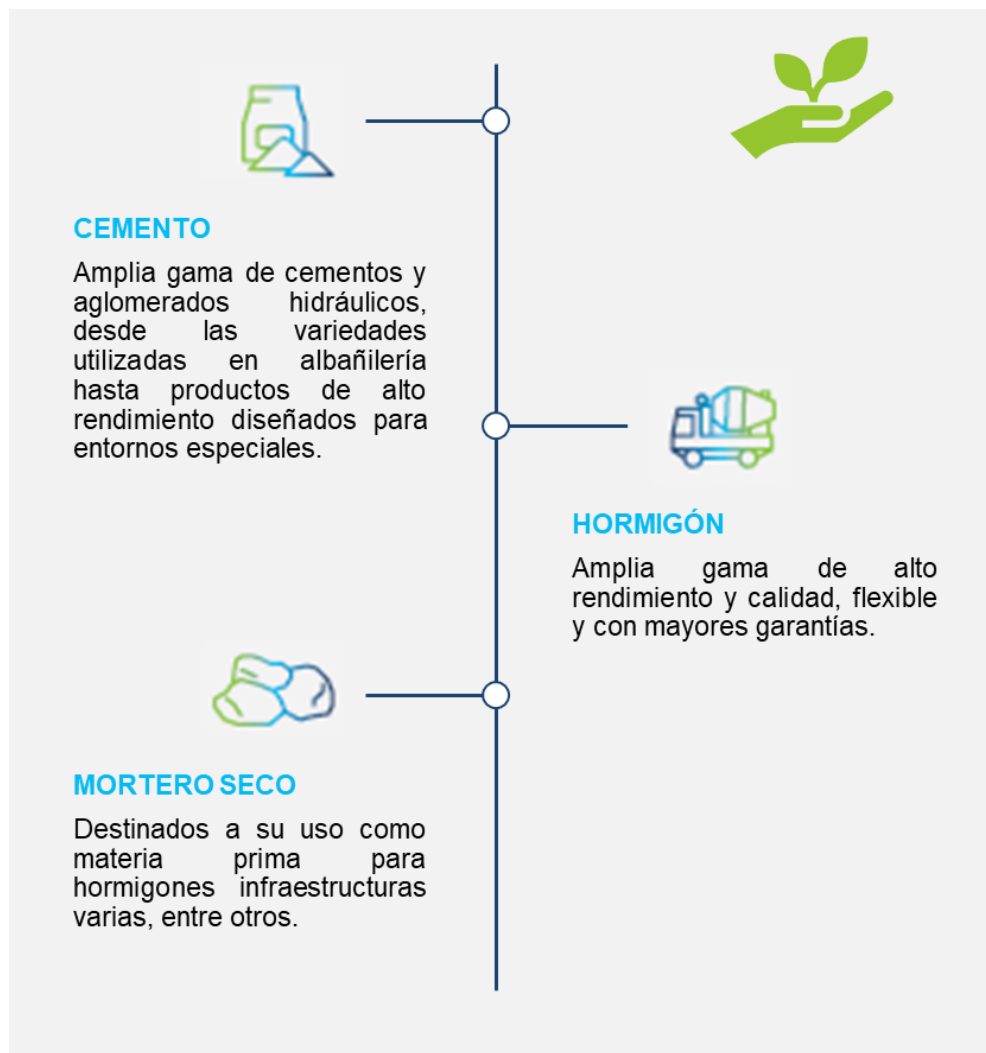 CEMENTO
Amplia gama de cementos y
aglomerados hidráulicos,
desde las variedades
utilizadas en albañilería
hasta productos de alto
rendimiento diseñados para
entornos especiales.
HORMIGÓN
Amplia gama de alto
rendimiento y calidad, flexible
y con mayores garantías.
MORTERO SECO
Destinados a su uso como
materia prima para
hormigones infraestructuras
varias, entre otros.